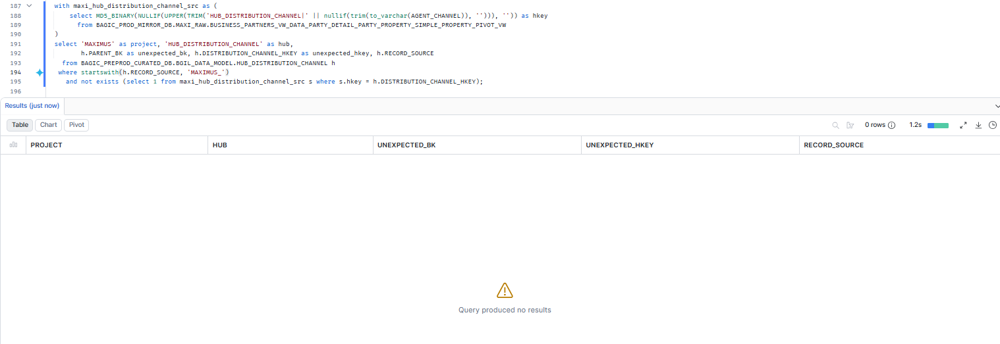 187 with maxi_hub_distribution_channel_src as (
188 select MD5_BINARY(NULLIF(UPPER(TRIM('HUB_DISTRIBUTION_CHANNEL|' || nullif(trim(to_varchar(AGENT_CHANNEL)), ''))), '')) as hkey
189 from BAGIC_PROD_MIRROR_DB.MAXI_RAW.BUSINESS_PARTNERS_VW_DATA_PARTY_DETAIL_PARTY_PROPERTY_SIMPLE_PROPERTY_PIVOT_VW
190 )
191 select 'MAXIMUS' as project, 'HUB_DISTRIBUTION_CHANNEL' as hub,
192 h.PARENT_BK as unexpected_bk, h.DISTRIBUTION_CHANNEL_HKEY as unexpected_hkey, h.RECORD_SOURCE
193 from BAGIC_PREPROD_CURATED_DB.BGIL_DATA_MODEL.HUB_DISTRIBUTION_CHANNEL h
194 where startswith(h.RECORD_SOURCE, 'MAXIMUS_')
195 and not exists (select 1 from maxi_hub_distribution_channel_src s where s.hkey = h.DISTRIBUTION_CHANNEL_HKEY);
196
Results (just now)
Table Chart Pivot 0 rows 1.2s
PROJECT HUB UNEXPECTED_BK UNEXPECTED_HKEY RECORD_SOURCE
Query produced no results